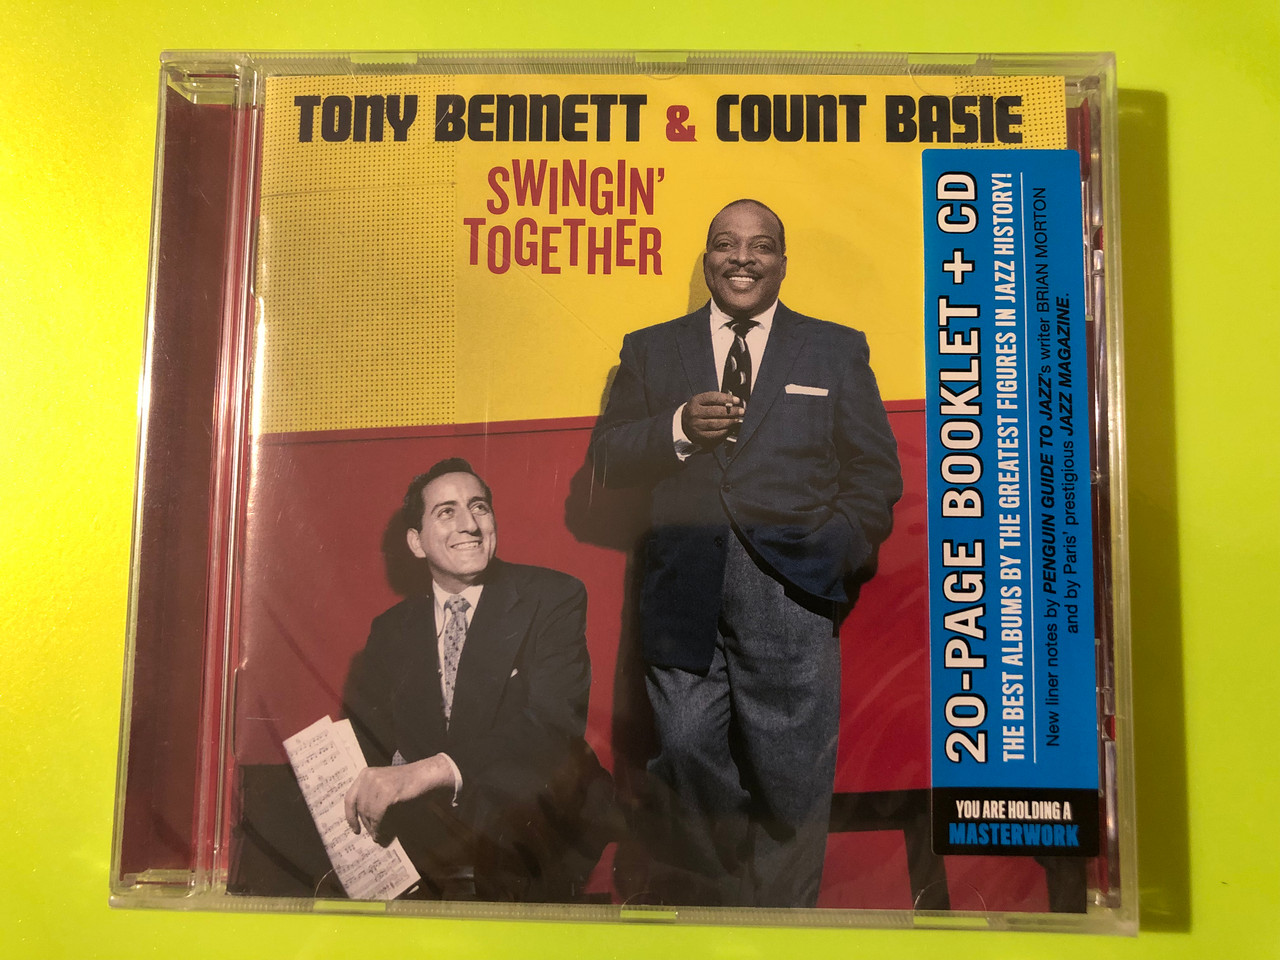 TONY BENNETT & COUNT BASIE
SWINGIN'
TOGETHER
20-PAGE BOOKLET + CD
THE BEST ALBUMS BY THE GREATEST FIGURES IN JAZZ HISTORY!
New liner notes by PENGUIN GUIDE TO JAZZ's writer BRIAN MORTON
and by Paris' prestigious JAZZ MAGAZINE.
YOU ARE HOLDING A
MASTERWORK